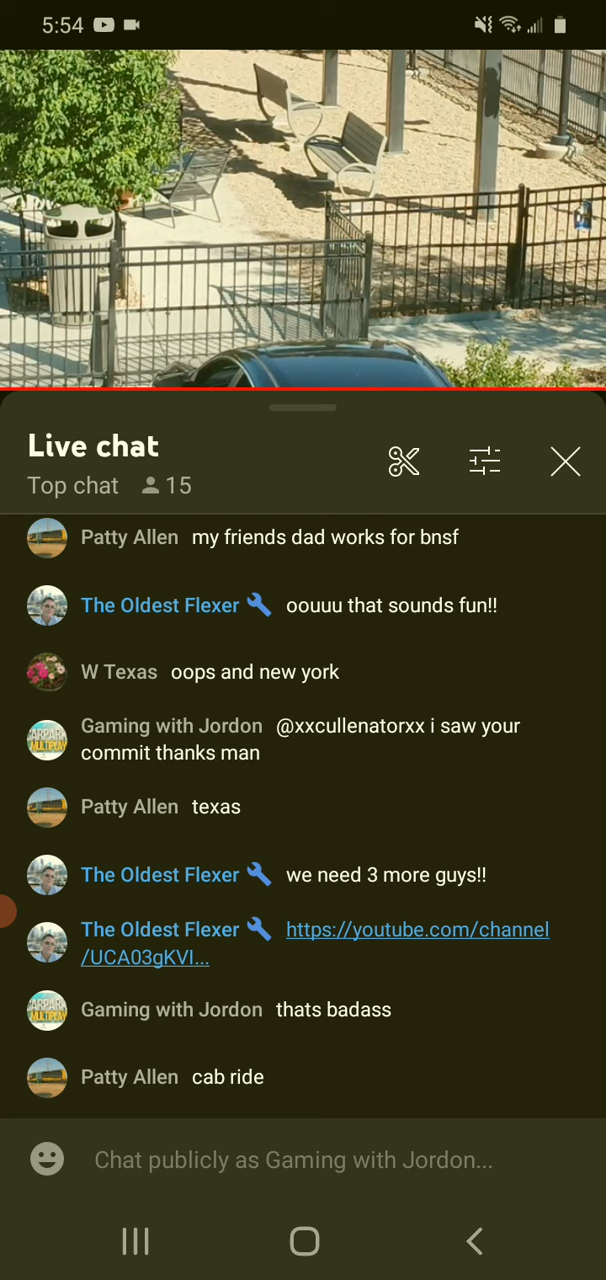 5:54
Live chat
Top chat 15
Patty Allen my friends dad works for bnsf
The Oldest Flexer oouuu that sounds fun!!
W Texas oops and new york
Gaming with Jordon @xxcullenatorxx i saw your
commit thanks man
Patty Allen texas
The Oldest Flexer we need 3 more guys!!
The Oldest Flexer https://youtube.com/channel
/UCA03gKVI...
Gaming with Jordon thats badass
Patty Allen cab ride
Chat publicly as Gaming with Jordon...